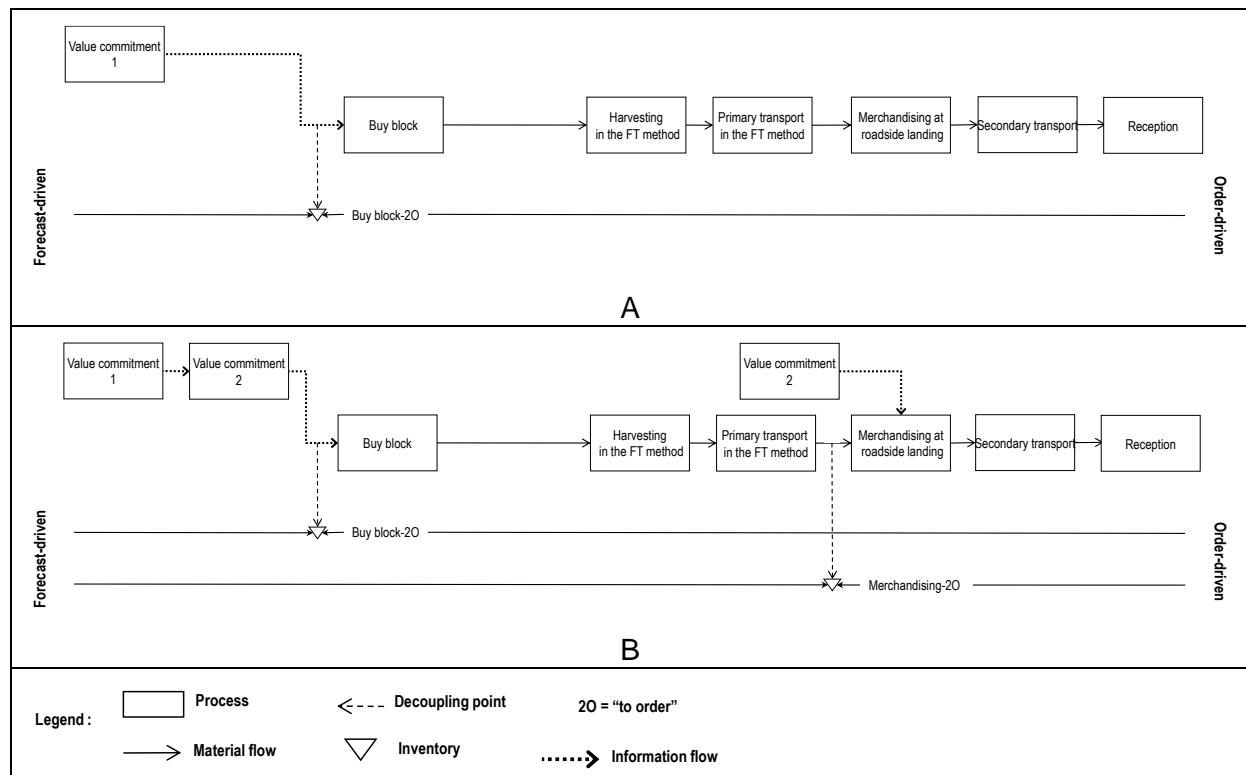 Value commitment
1
Buy block
Harvesting
in the FT method
Primary transport
in the FT method
Merchandising at
roadside landing
Secondary transport
Reception
Forecast-driven
Buy block-2O
Order-driven
A
Value commitment
1
Value commitment
2
Value commitment
2
Buy block
Harvesting
in the FT method
Primary transport
in the FT method
Merchandising at
roadside landing
Secondary transport
Reception
Forecast-driven
Buy block-2O
Order-driven
Merchandising-2O
B
Legend :
Process
Decoupling point
2O = “to order”
Material flow
Inventory
Information flow